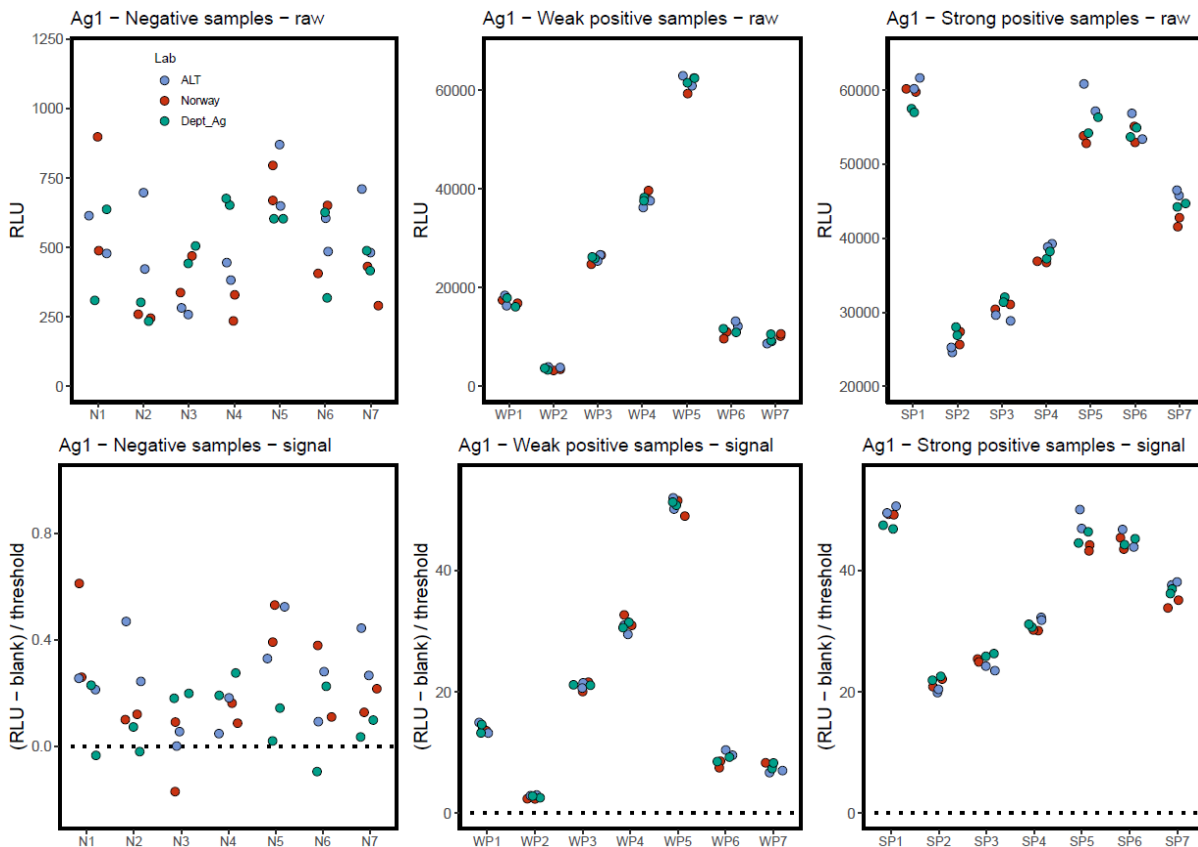 Ag1 − Negative samples − raw
RLU
1250
1000
750
500
250
0
Lab
ALT
Norway
Dept_Ag
N1 N2 N3 N4 N5 N6 N7
Ag1 − Weak positive samples − raw
RLU
60000
40000
20000
0
WP1 WP2 WP3 WP4 WP5 WP6 WP7
Ag1 − Strong positive samples − raw
RLU
60000
50000
40000
30000
20000
SP1 SP2 SP3 SP4 SP5 SP6 SP7
Ag1 − Negative samples − signal
(RLU − blank) / threshold
0.8
0.4
0.0
N1 N2 N3 N4 N5 N6 N7
Ag1 − Weak positive samples − signal
(RLU − blank) / threshold
40
20
0
WP1 WP2 WP3 WP4 WP5 WP6 WP7
Ag1 − Strong positive samples − signal
(RLU − blank) / threshold
40
20
0
SP1 SP2 SP3 SP4 SP5 SP6 SP7